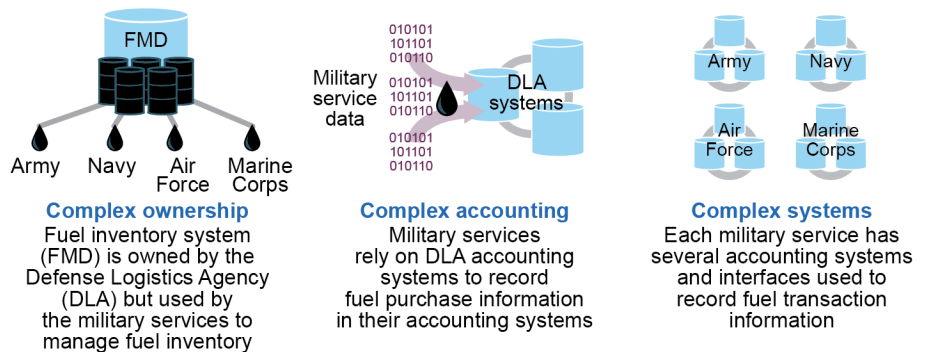 FMD
Army
Navy
Air
Force
Marine
Corps
Complex ownership
Fuel inventory system
(FMD) is owned by the
Defense Logistics Agency
(DLA) but used by
the military services to
manage fuel inventory
010101
101101
010110
Military
service
data
010101
101101
010110
010101
101101
010110
DLA
systems
Complex accounting
Military services
rely on DLA accounting
systems to record
fuel purchase information
in their accounting systems
Army
Navy
Air
Force
Marine
Corps
Complex systems
Each military service has
several accounting systems
and interfaces used to
record fuel transaction
information